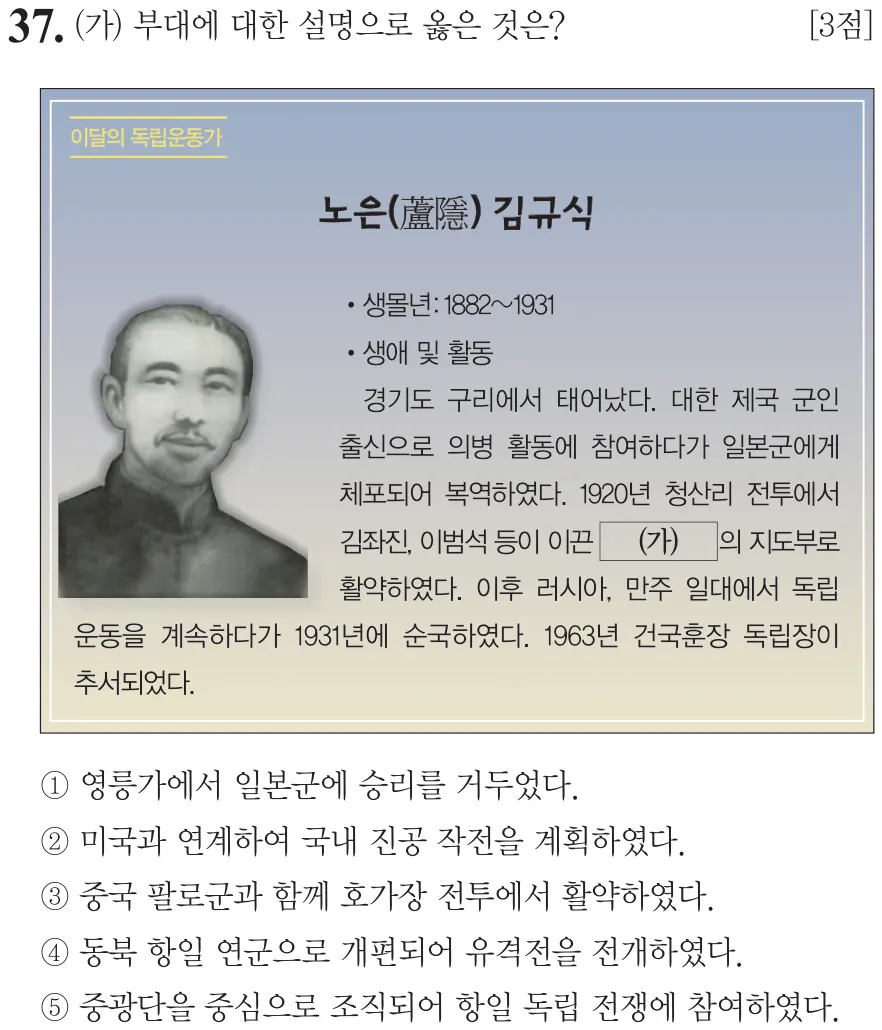 37. (가) 부대에 대한 설명으로 옳은 것은? [3점]
이달의 독립운동가
노은(蘆隱) 김규식
• 생몰년: 1882～1931
• 생애 및 활동
경기도 구리에서 태어났다. 대한 제국 군인
출신으로 의병 활동에 참여하다가 일본군에게
체포되어 복역하였다. 1920년 청산리 전투에서
김좌진, 이범석 등이 이끈 (가) 의 지도부로
활약하였다. 이후 러시아, 만주 일대에서 독립
운동을 계속하다가 1931년에 순국하였다. 1963년 건국훈장 독립장이
추서되었다.
① 영릉가에서 일본군에 승리를 거두었다.
② 미국과 연계하여 국내 진공 작전을 계획하였다.
③ 중국 팔로군과 함께 호가장 전투에서 활약하였다.
④ 동북 항일 연군으로 개편되어 유격전을 전개하였다.
⑤ 중광단을 중심으로 조직되어 항일 독립 전쟁에 참여하였다.